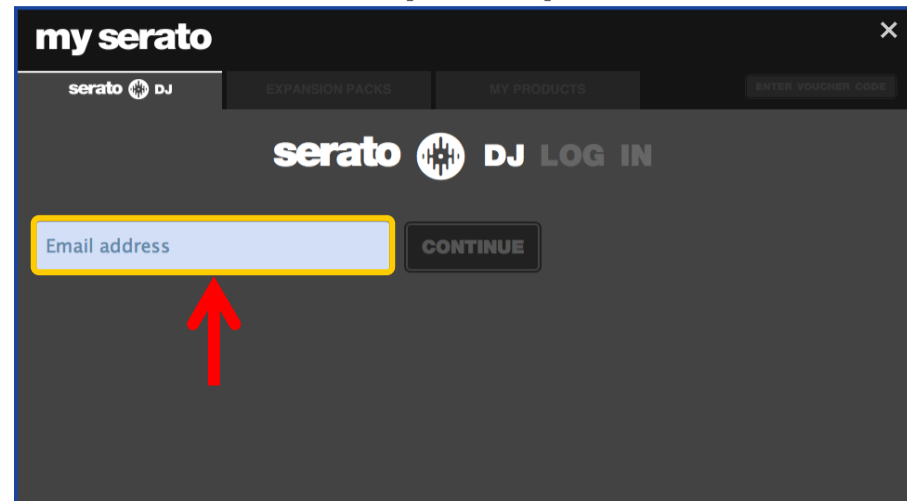 my serato
serato DJ EXPANSION PACKS MY PRODUCTS ENTER VOUCHER CODE
serato DJ LOG IN
Email address CONTINUE